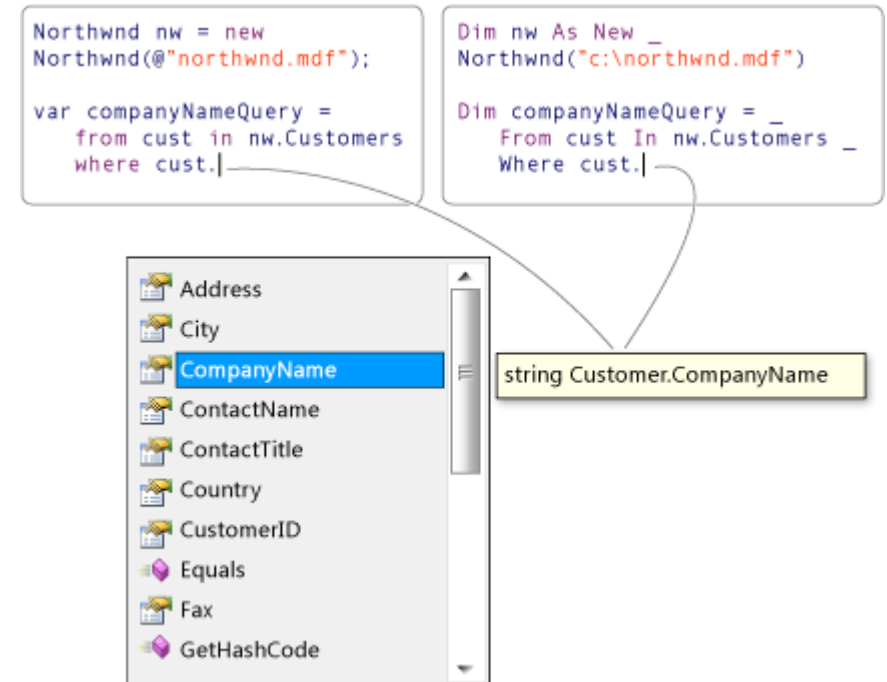 Northwnd nw = new
Northwnd(@"northwnd.mdf");
var companyNameQuery =
from cust in nw.Customers
where cust.
Dim nw As New _
Northwnd("c:\northwnd.mdf")
Dim companyNameQuery = _
From cust In nw.Customers _
Where cust.
Address
City
CompanyName
ContactName
ContactTitle
Country
CustomerID
Equals
Fax
GetHashCode
string Customer.CompanyName